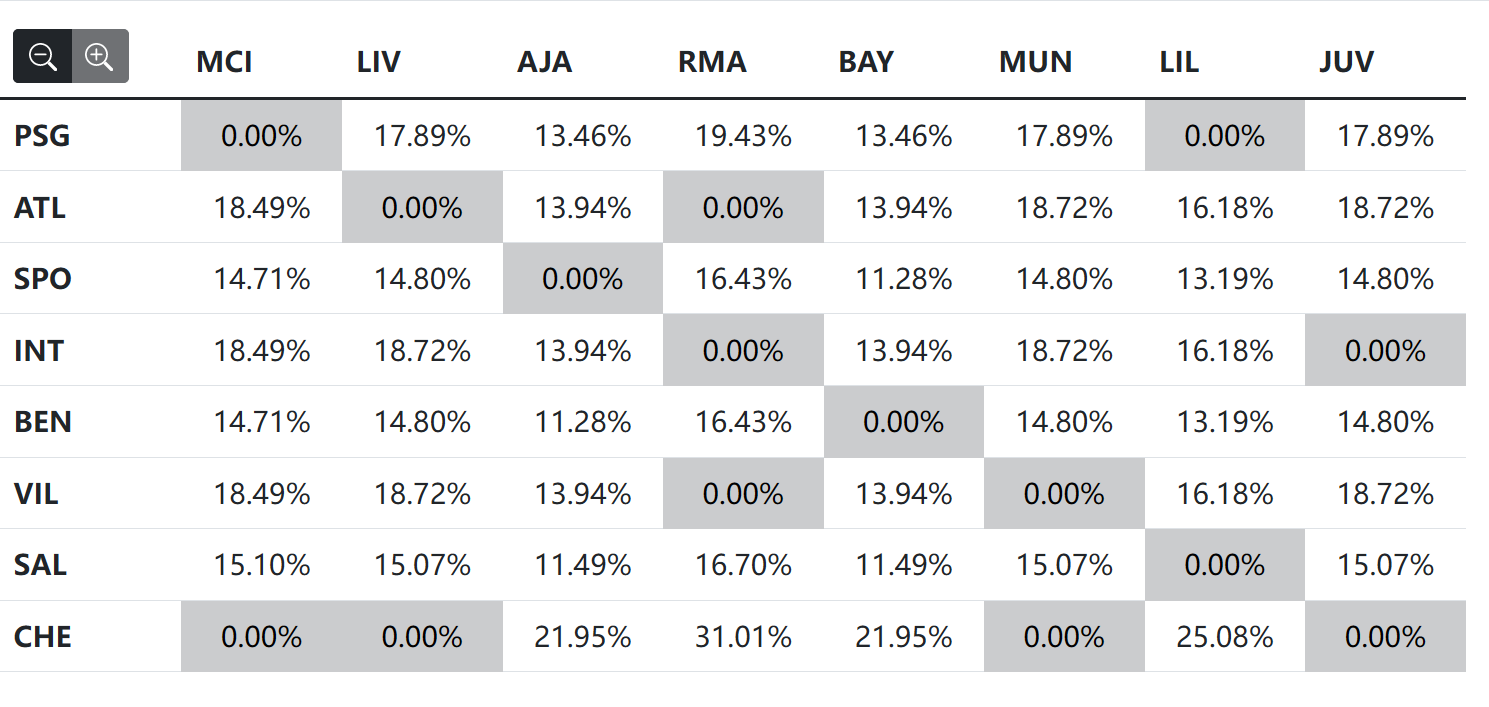 MCI LIV AJA RMA BAY MUN LIL JUV
PSG 0.00% 17.89% 13.46% 19.43% 13.46% 17.89% 0.00% 17.89%
ATL 18.49% 0.00% 13.94% 0.00% 13.94% 18.72% 16.18% 18.72%
SPO 14.71% 14.80% 0.00% 16.43% 11.28% 14.80% 13.19% 14.80%
INT 18.49% 18.72% 13.94% 0.00% 13.94% 18.72% 16.18% 0.00%
BEN 14.71% 14.80% 11.28% 16.43% 0.00% 14.80% 13.19% 14.80%
VIL 18.49% 18.72% 13.94% 0.00% 13.94% 0.00% 16.18% 18.72%
SAL 15.10% 15.07% 11.49% 16.70% 11.49% 15.07% 0.00% 15.07%
CHE 0.00% 0.00% 21.95% 31.01% 21.95% 0.00% 25.08% 0.00%